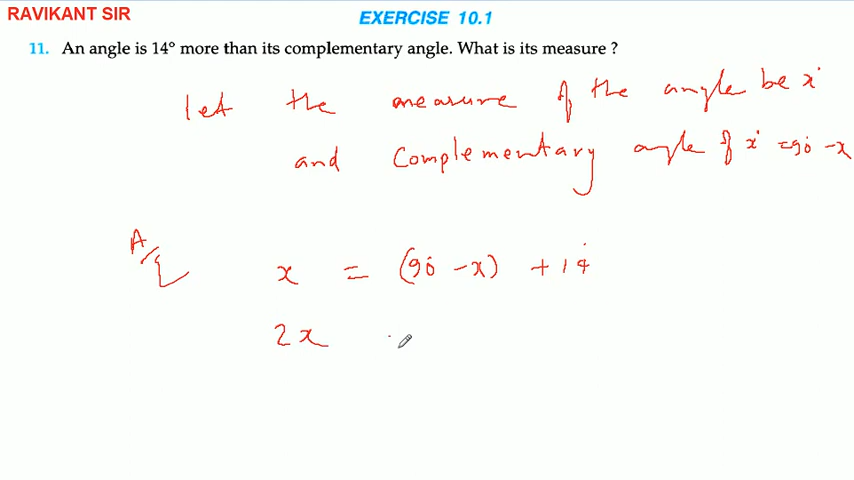 RAVIKANT SIR
EXERCISE 10.1
11. An angle is 14° more than its complementary angle. What is its measure ?
let the measure of the angle be x°
and Complementary angle of x° = 90° - x
A/q
x = (90° - x) + 14°
2x